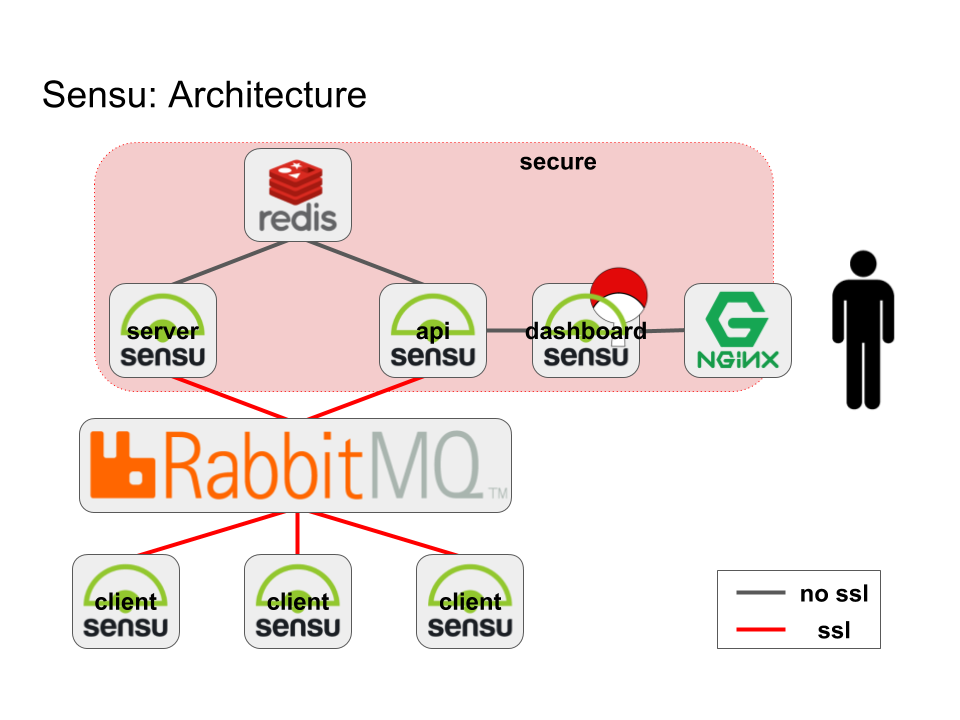 Sensu: Architecture
secure
redis
server
sensu
api
sensu
dashboard
sensu
NGiNX
RabbitMQ™
client
sensu
client
sensu
client
sensu
no ssl
ssl